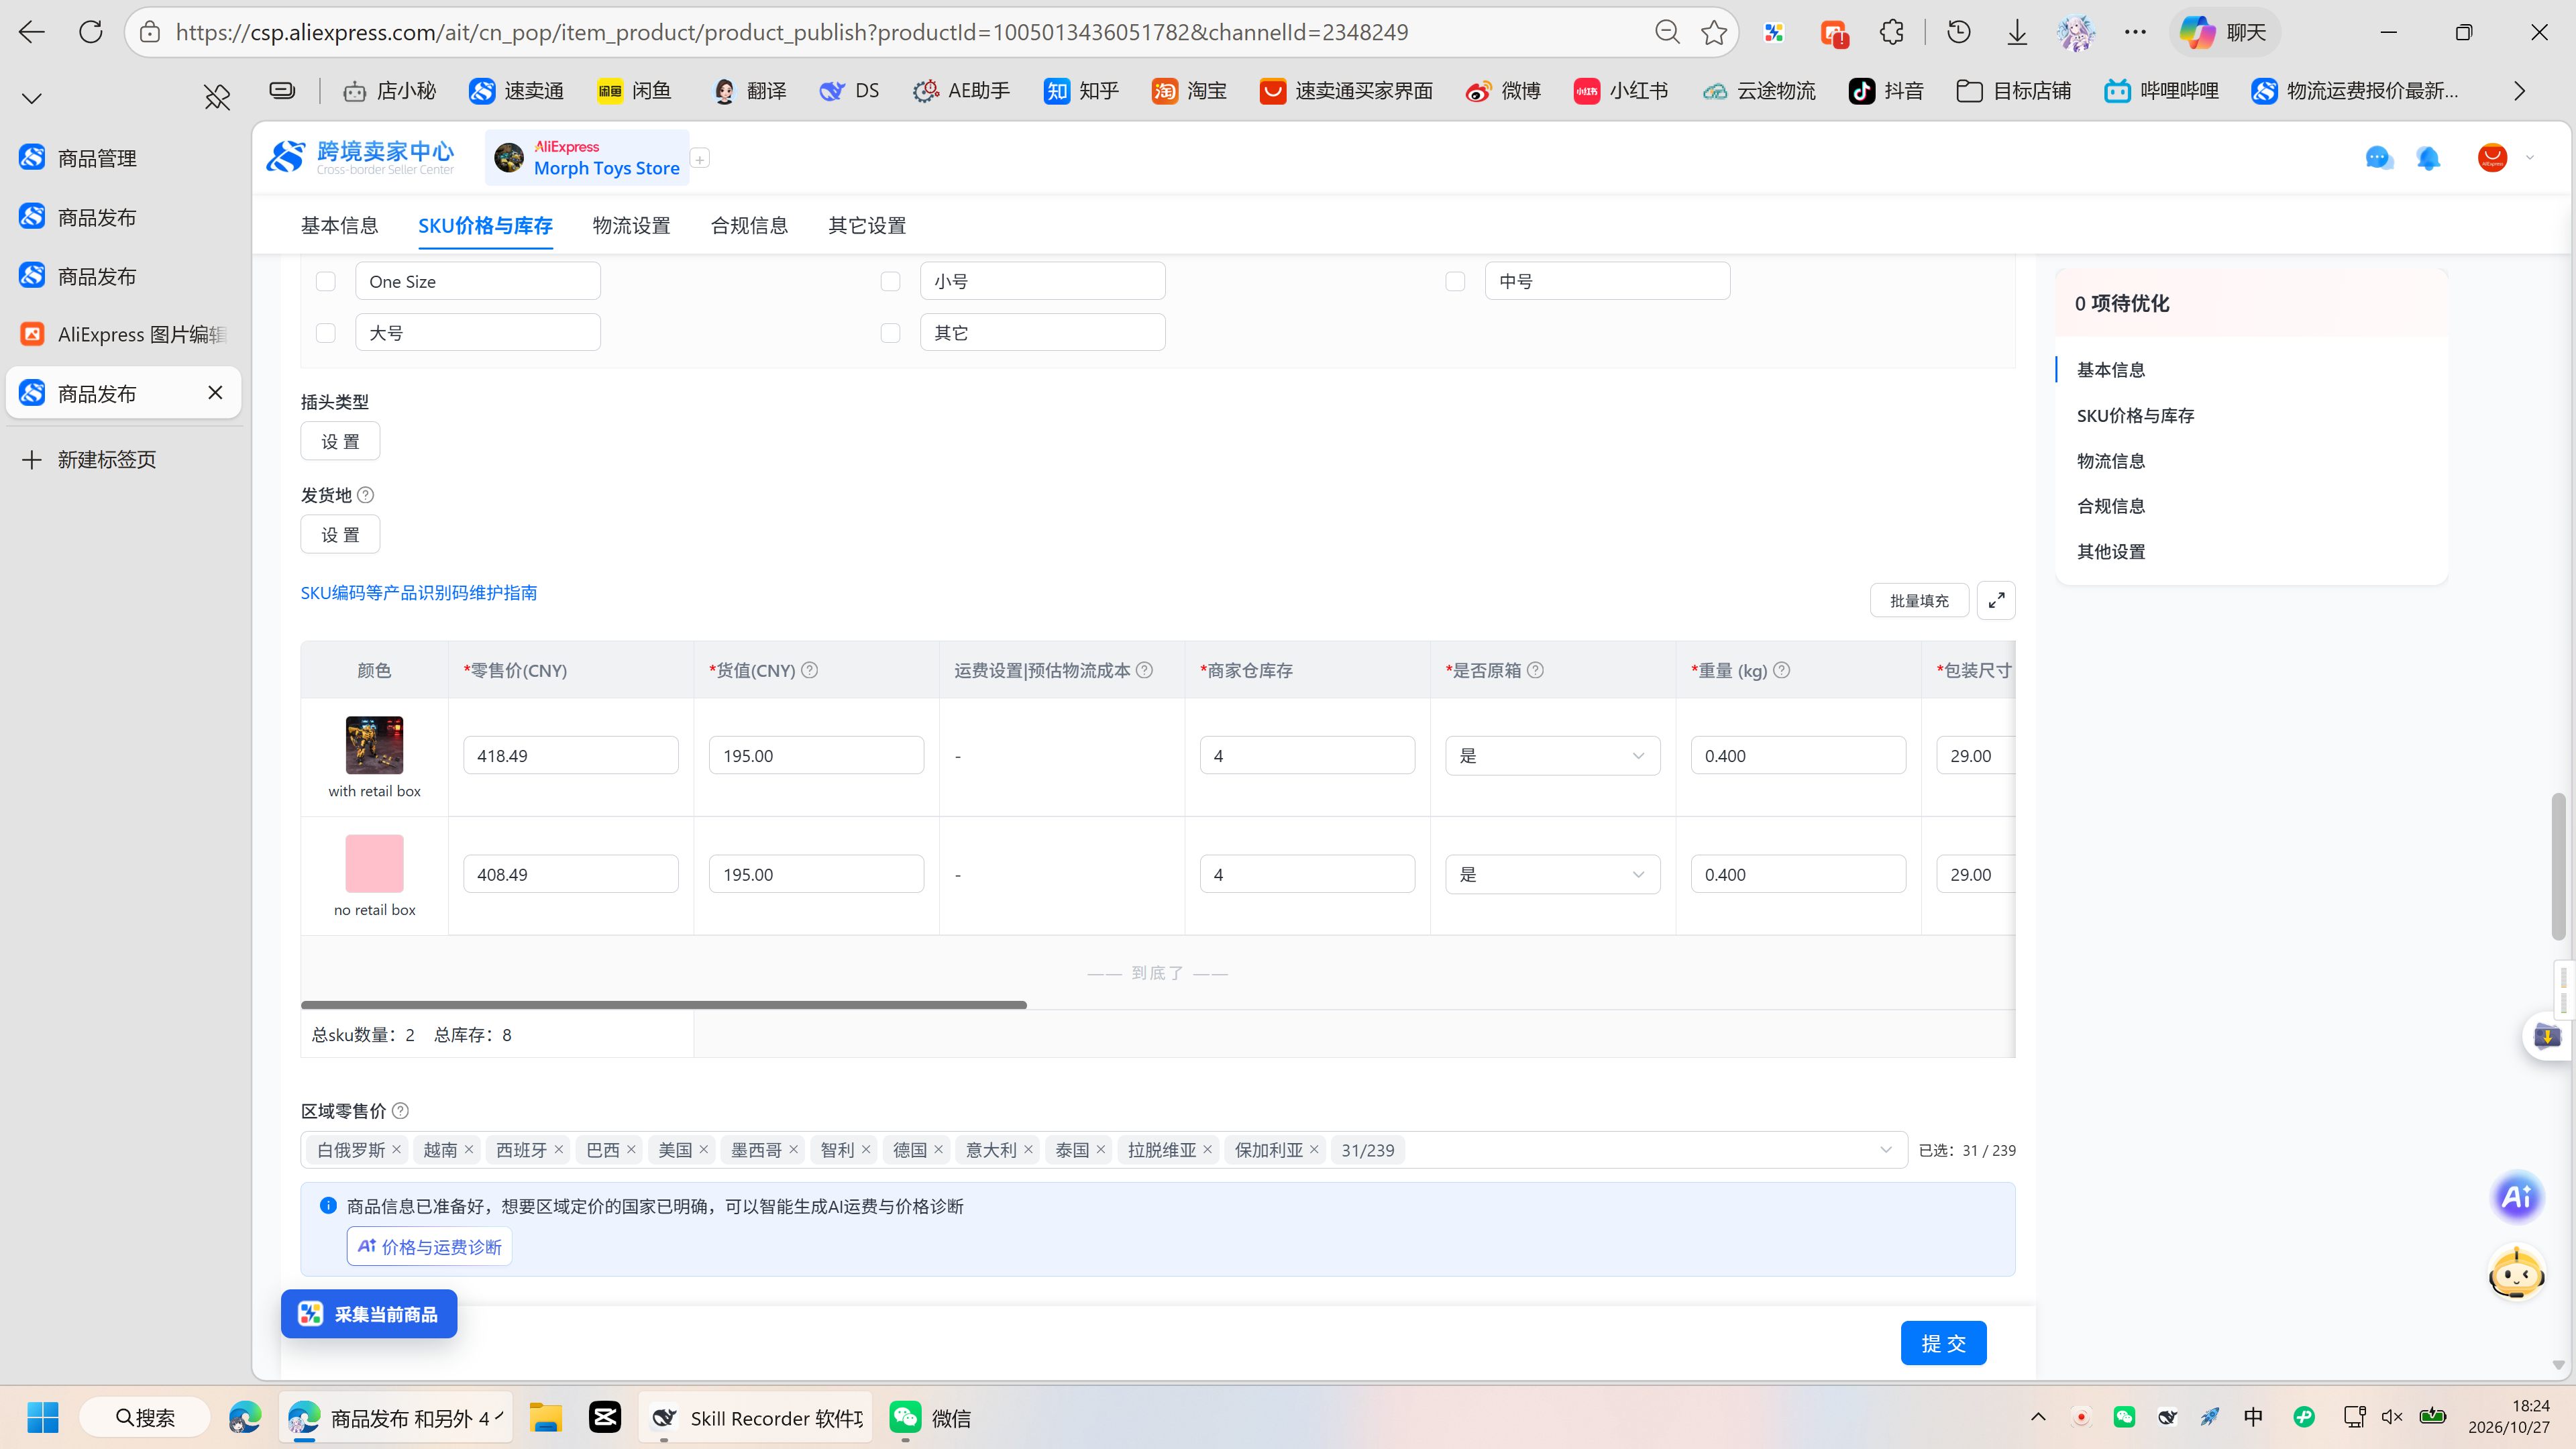 https://csp.aliexpress.com/ait/cn_pop/item_product/product_publish?productId=1005013436051782&channelId=2348249
聊天
店小秘
速卖通
闲鱼
翻译
DS
AE助手
知乎
淘宝
速卖通买家界面
微博
小红书
云途物流
抖音
目标店铺
哔哩哔哩
物流运费报价最新...
商品管理
商品发布
商品发布
AliExpress 图片编辑
商品发布
新建标签页
跨境卖家中心
Cross-border Seller Center
AliExpress
Morph Toys Store
基本信息
SKU价格与库存
物流设置
合规信息
其它设置
One Size
小号
中号
大号
其它
插头类型
设 置
发货地
设 置
SKU编码等产品识别码维护指南
批量填充
颜色
*零售价(CNY)
*货值(CNY)
运费设置|预估物流成本
*商家仓库存
*是否原箱
*重量 (kg)
*包装尺寸
with retail box
418.49
195.00
-
4
是
0.400
29.00
no retail box
408.49
195.00
-
4
是
0.400
29.00
—— 到底了 ——
总sku数量：2 总库存：8
区域零售价
白俄罗斯 × 越南 × 西班牙 × 巴西 × 美国 × 墨西哥 × 智利 × 德国 × 意大利 × 泰国 × 拉脱维亚 × 保加利亚 × 31/239
已选：31 / 239
商品信息已准备好，想要区域定价的国家已明确，可以智能生成AI运费与价格诊断
Ai 价格与运费诊断
采集当前商品
提 交
0 项待优化
基本信息
SKU价格与库存
物流信息
合规信息
其他设置
Ai
搜索
商品发布 和另外 4
Skill Recorder 软件
微信
中
18:24
2026/10/27